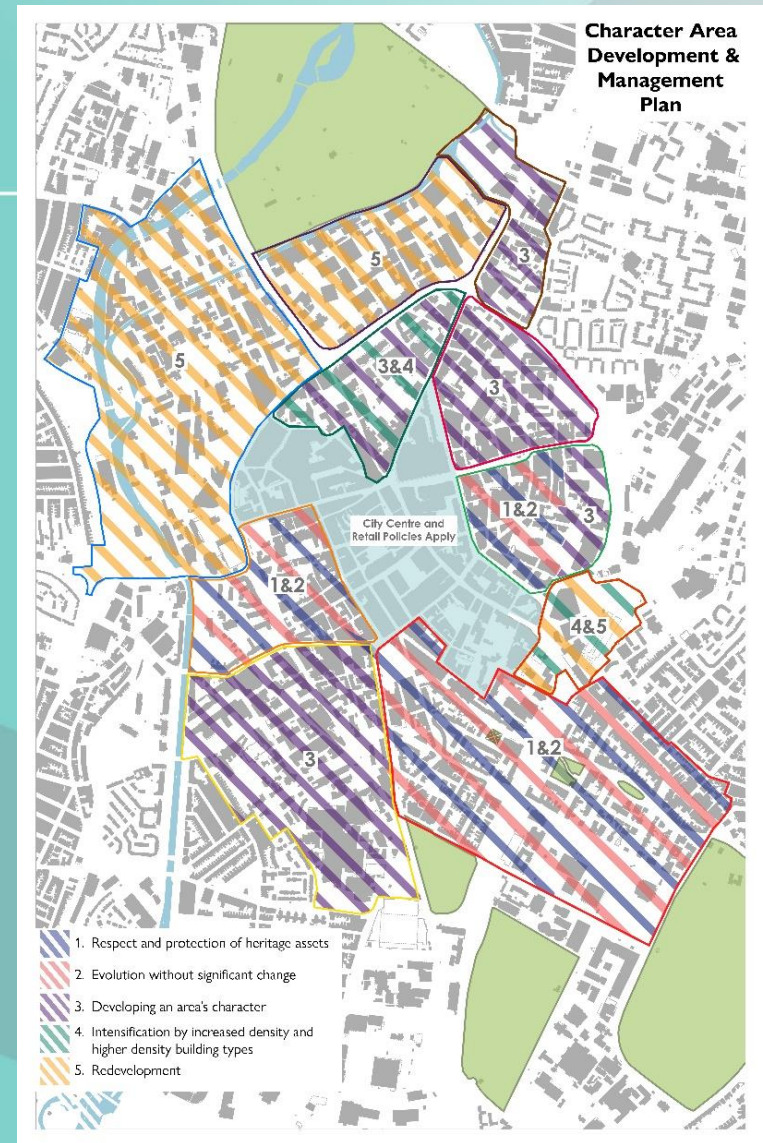 Character Area
Development &
Management
Plan
5
3
5
3&4
3
1&2
3
City Centre and
Retail Policies Apply
1&2
4&5
1&2
3
1. Respect and protection of heritage assets
2. Evolution without significant change
3. Developing an area's character
4. Intensification by increased density and
higher density building types
5. Redevelopment